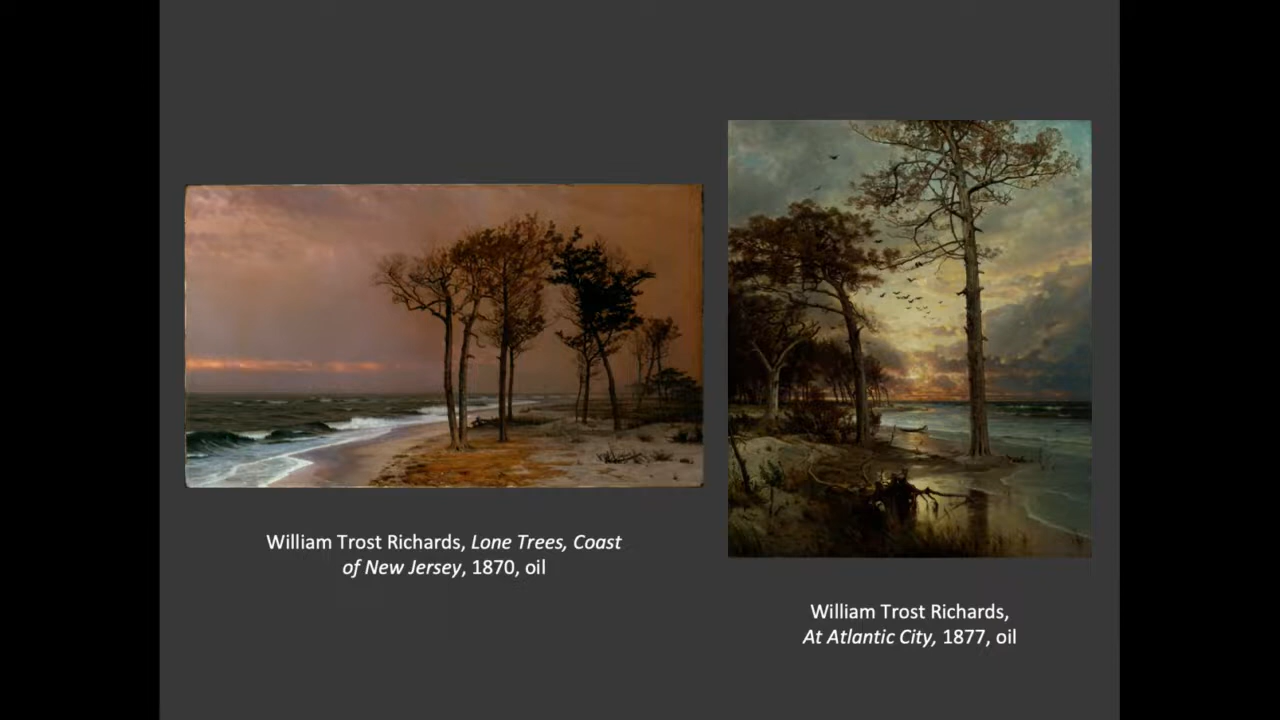 William Trost Richards, Lone Trees, Coast
of New Jersey, 1870, oil
William Trost Richards,
At Atlantic City, 1877, oil